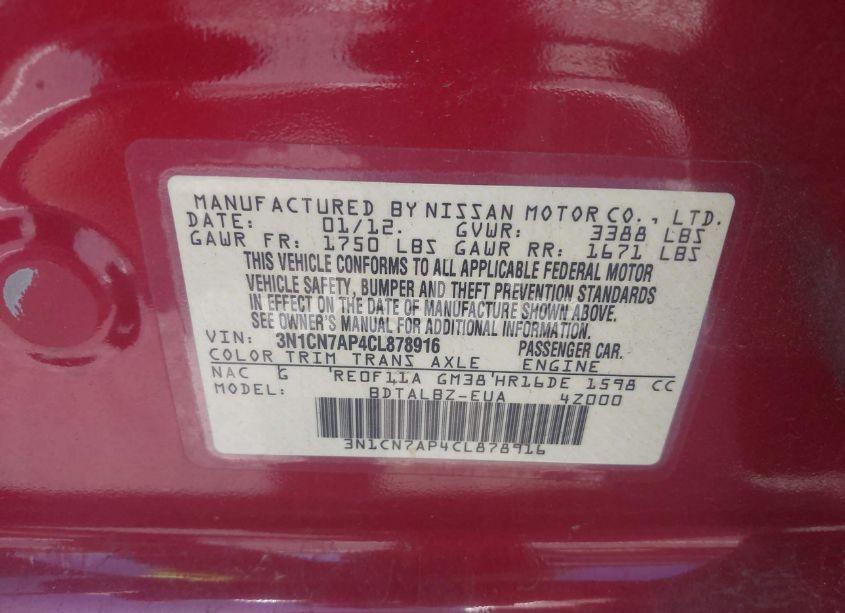 MANUFACTURED BY NISSAN MOTOR CO., LTD.
DATE: 01/12. GVWR: 3388 LBS
GAWR FR: 1750 LBS GAWR RR: 1671 LBS
THIS VEHICLE CONFORMS TO ALL APPLICABLE FEDERAL MOTOR
VEHICLE SAFETY, BUMPER AND THEFT PREVENTION STANDARDS
IN EFFECT ON THE DATE OF MANUFACTURE SHOWN ABOVE.
SEE OWNER'S MANUAL FOR ADDITIONAL INFORMATION.
VIN: 3N1CN7AP4CL878916 PASSENGER CAR.
COLOR TRIM TRANS AXLE ENGINE
NAC G 'RE0F11A GM38'HR16DE 1598 CC
MODEL: BDTALBZ-EUA 4Z000
3N1CN7AP4CL878916